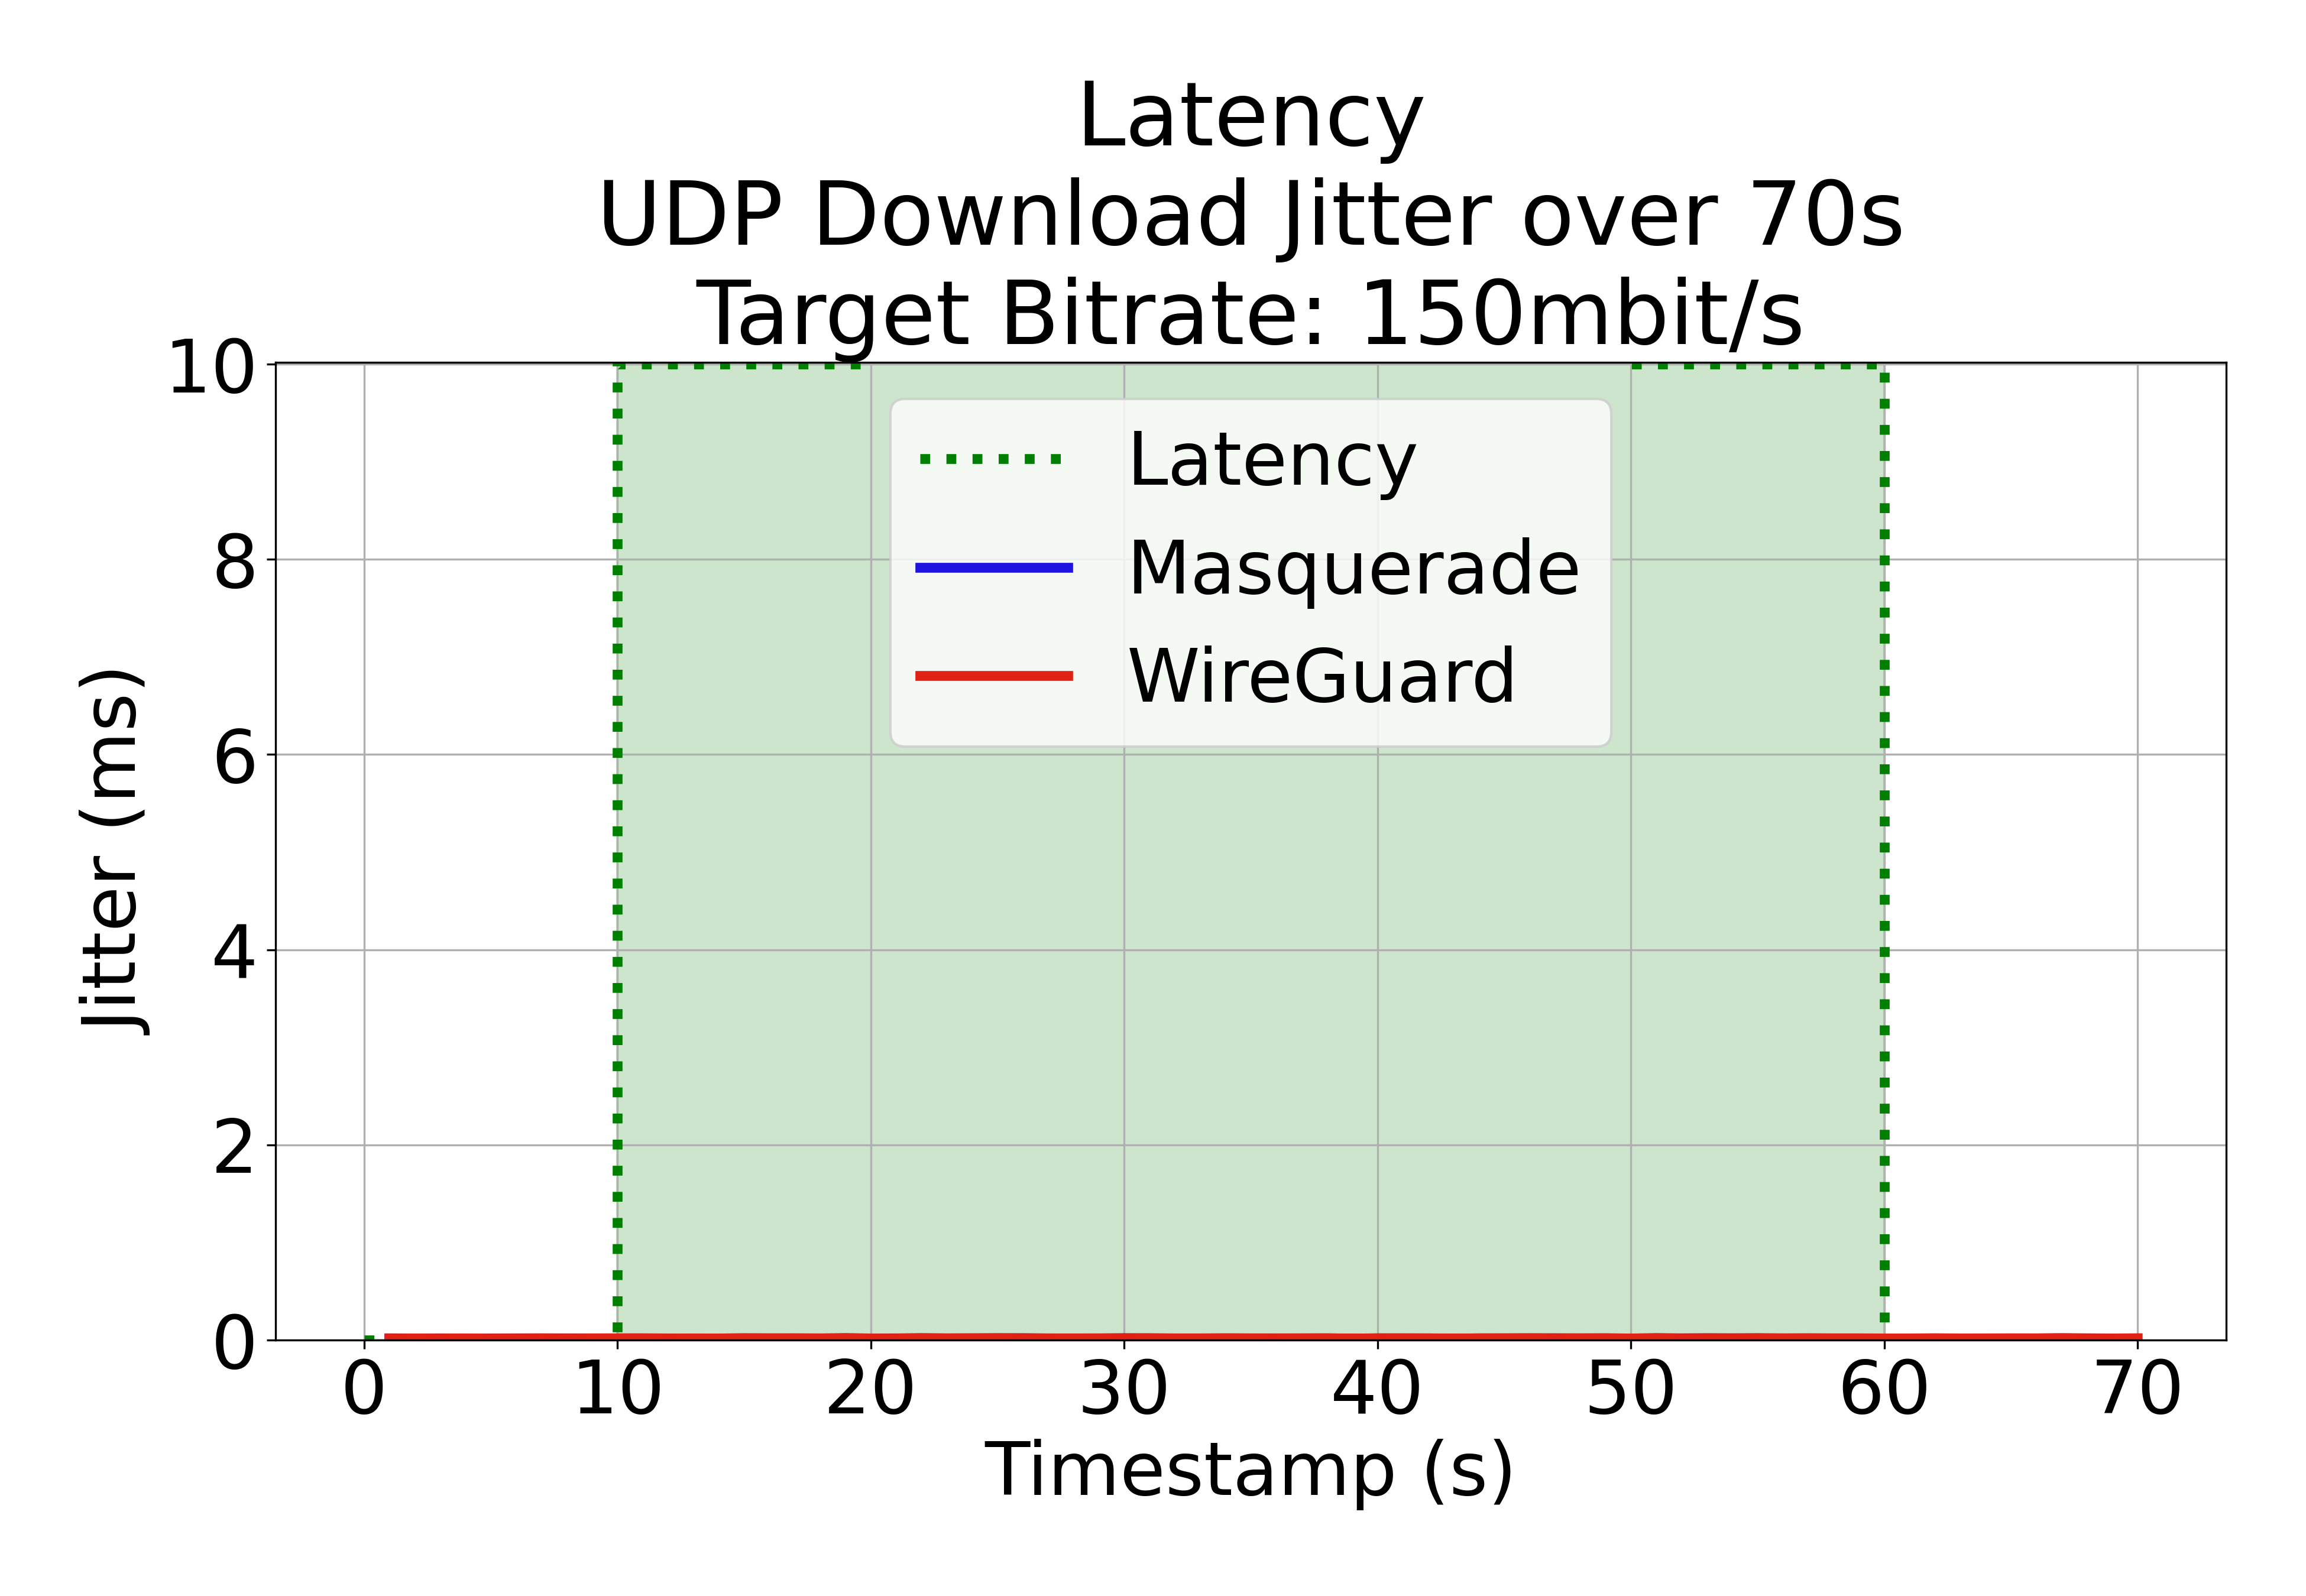 Latency
UDP Download Jitter over 70s
Target Bitrate: 150mbit/s
10
8
6
4
2
0
Jitter (ms)
Latency
Masquerade
WireGuard
0 10 20 30 40 50 60 70
Timestamp (s)